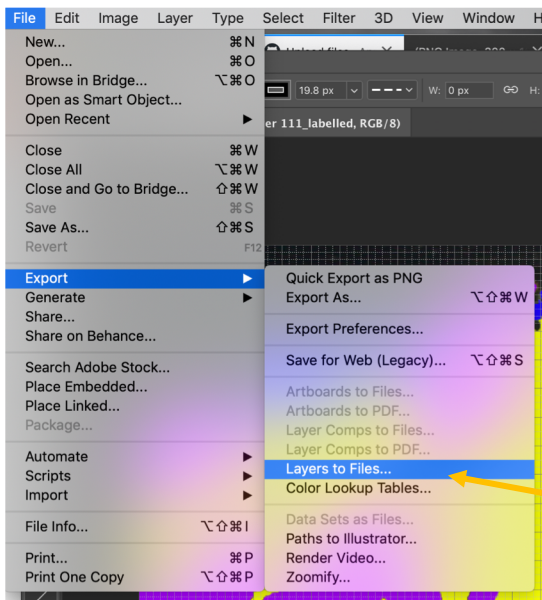 File Edit Image Layer Type Select Filter 3D View Window H
New... ⌘N
Open... ⌘O
Browse in Bridge... ⌥⌘O
Open as Smart Object...
Open Recent ▶
19.8 px W: 0 px H:
er 111_labelled, RGB/8)
Close ⌘W
Close All ⌥⌘W
Close and Go to Bridge... ⇧⌘W
Save ⌘S
Save As... ⇧⌘S
Revert F12
Export ▶
Generate ▶
Share...
Share on Behance...
Search Adobe Stock...
Place Embedded...
Place Linked...
Package...
Automate ▶
Scripts ▶
Import ▶
File Info... ⌥⇧⌘I
Print... ⌘P
Print One Copy ⌥⇧⌘P
Quick Export as PNG
Export As... ⌥⇧⌘W
Export Preferences...
Save for Web (Legacy)... ⌥⇧⌘S
Artboards to Files...
Artboards to PDF...
Layer Comps to Files...
Layer Comps to PDF...
Layers to Files...
Color Lookup Tables...
Data Sets as Files...
Paths to Illustrator...
Render Video...
Zoomify...